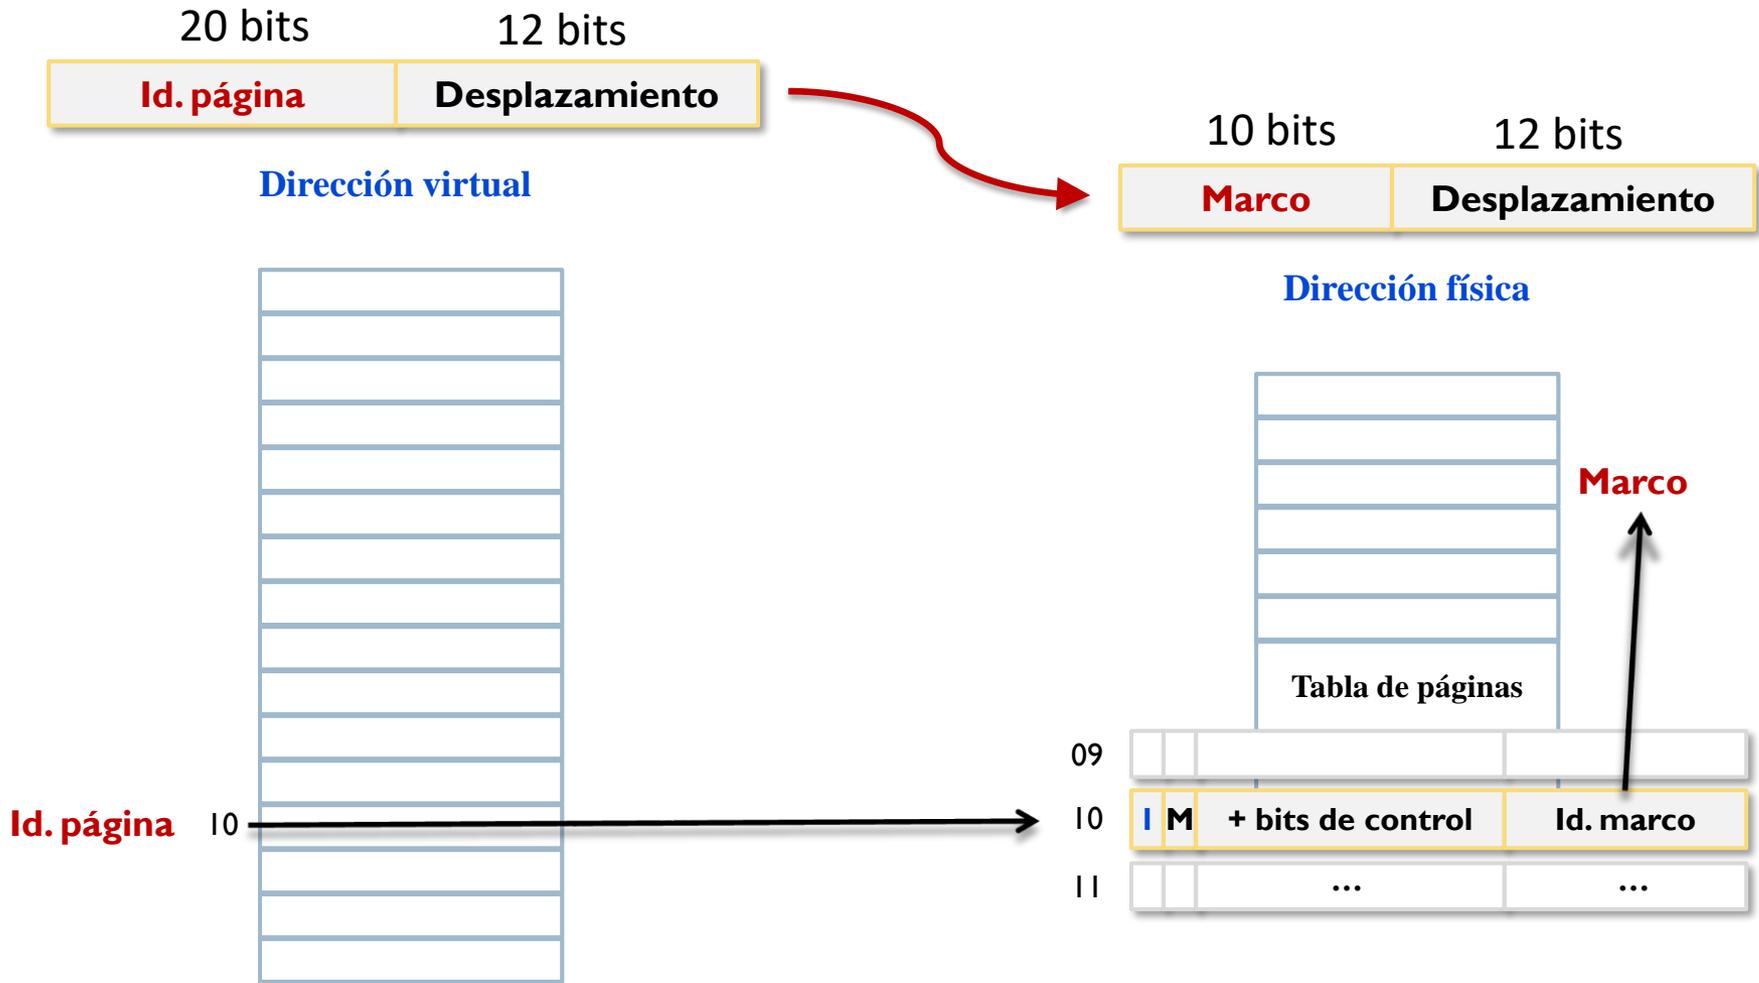 20 bits 12 bits
Id. página Desplazamiento
Dirección virtual
10 bits 12 bits
Marco Desplazamiento
Dirección física
Marco
Tabla de páginas
09
Id. página 10
10 1 M + bits de control Id. marco
11 ... ...